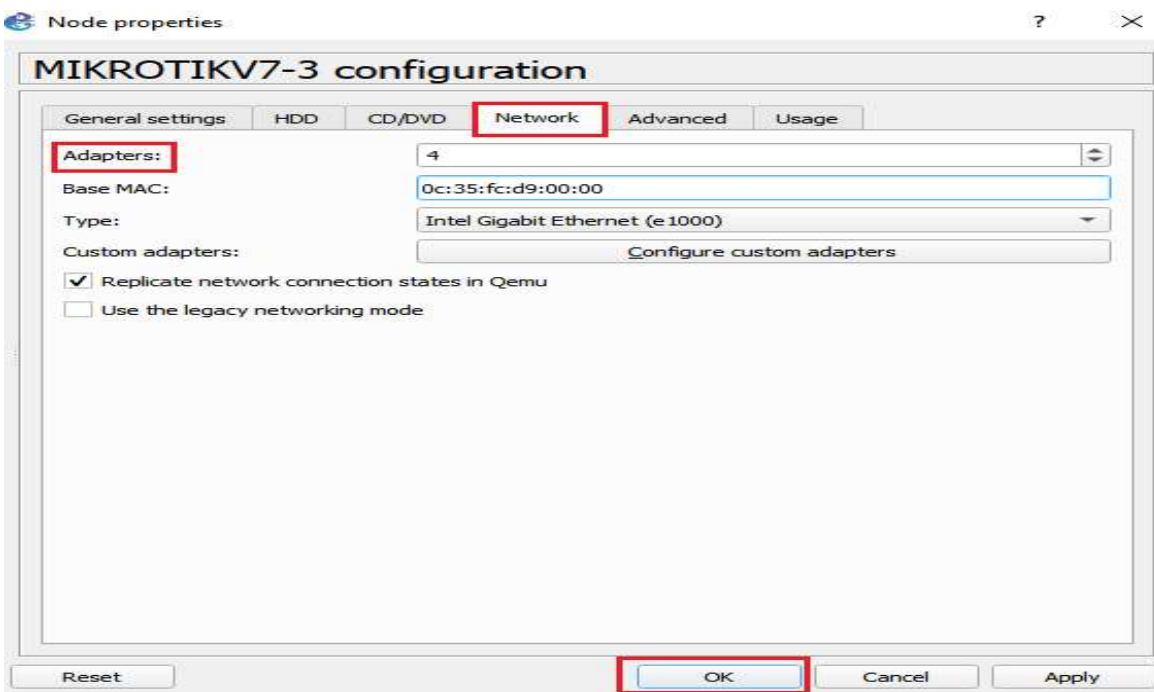 Node properties ? ×
MIKROTIKV7-3 configuration
General settings HDD CD/DVD Network Advanced Usage
Adapters: 4
Base MAC: 0c:35:fc:d9:00:00
Type: Intel Gigabit Ethernet (e1000)
Custom adapters: Configure custom adapters
Replicate network connection states in Qemu
Use the legacy networking mode
Reset OK Cancel Apply